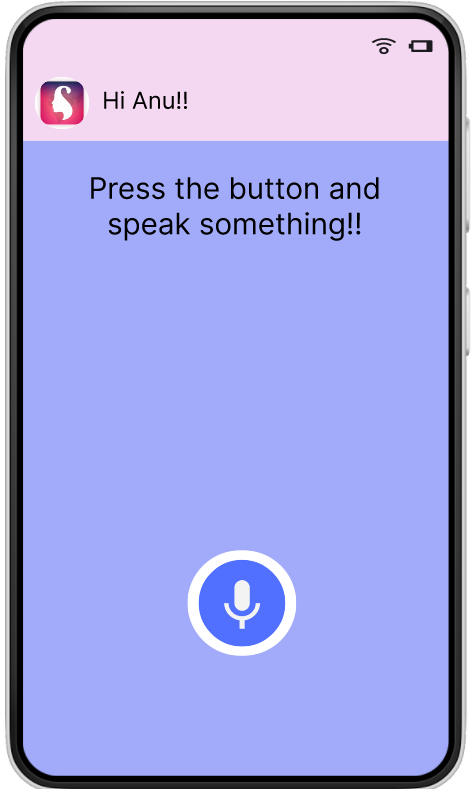 Hi Anu!!
Press the button and
speak something!!